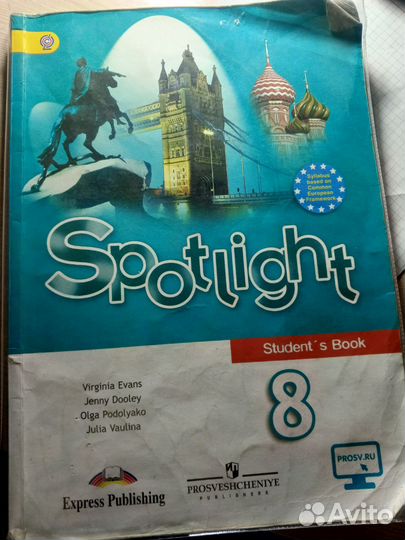 Syllabus
based on
Common
European
Framework
Spotlight
Student's Book
Virginia Evans
Jenny Dooley
Olga Podolyako
Julia Vaulina
8
PROSV.RU
Express Publishing
PROSVESHCHENIYE
PUBLISHERS
Avito